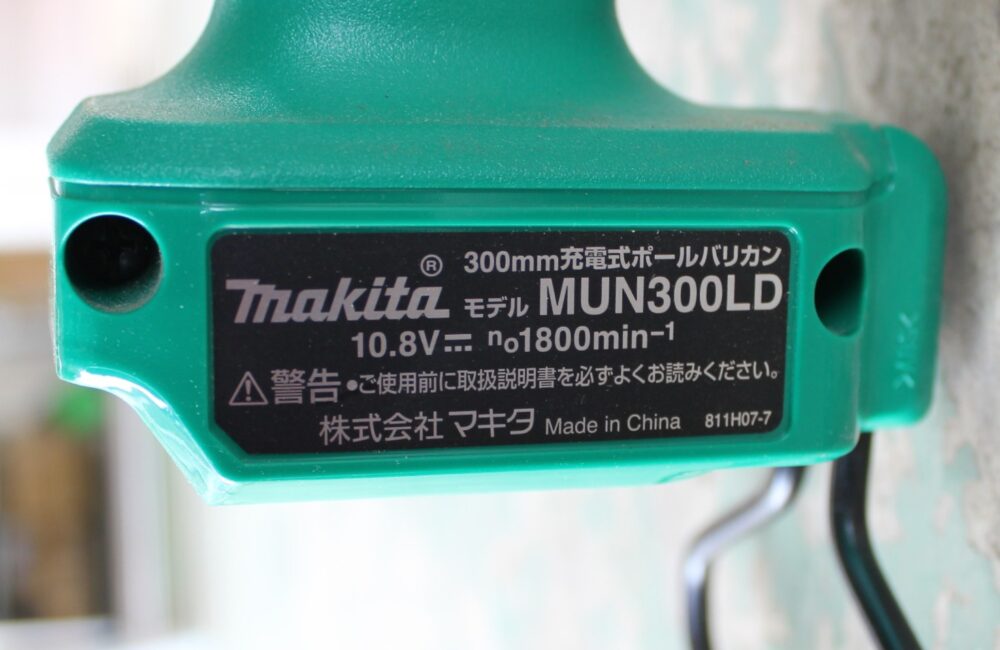 300mm充電式ポールバリカン
makita® モデル MUN300LD
10.8V⎓ no1800min-1
⚠警告 •ご使用前に取扱説明書を必ずよくお読みください。
株式会社 マキタ Made in China 811H07-7